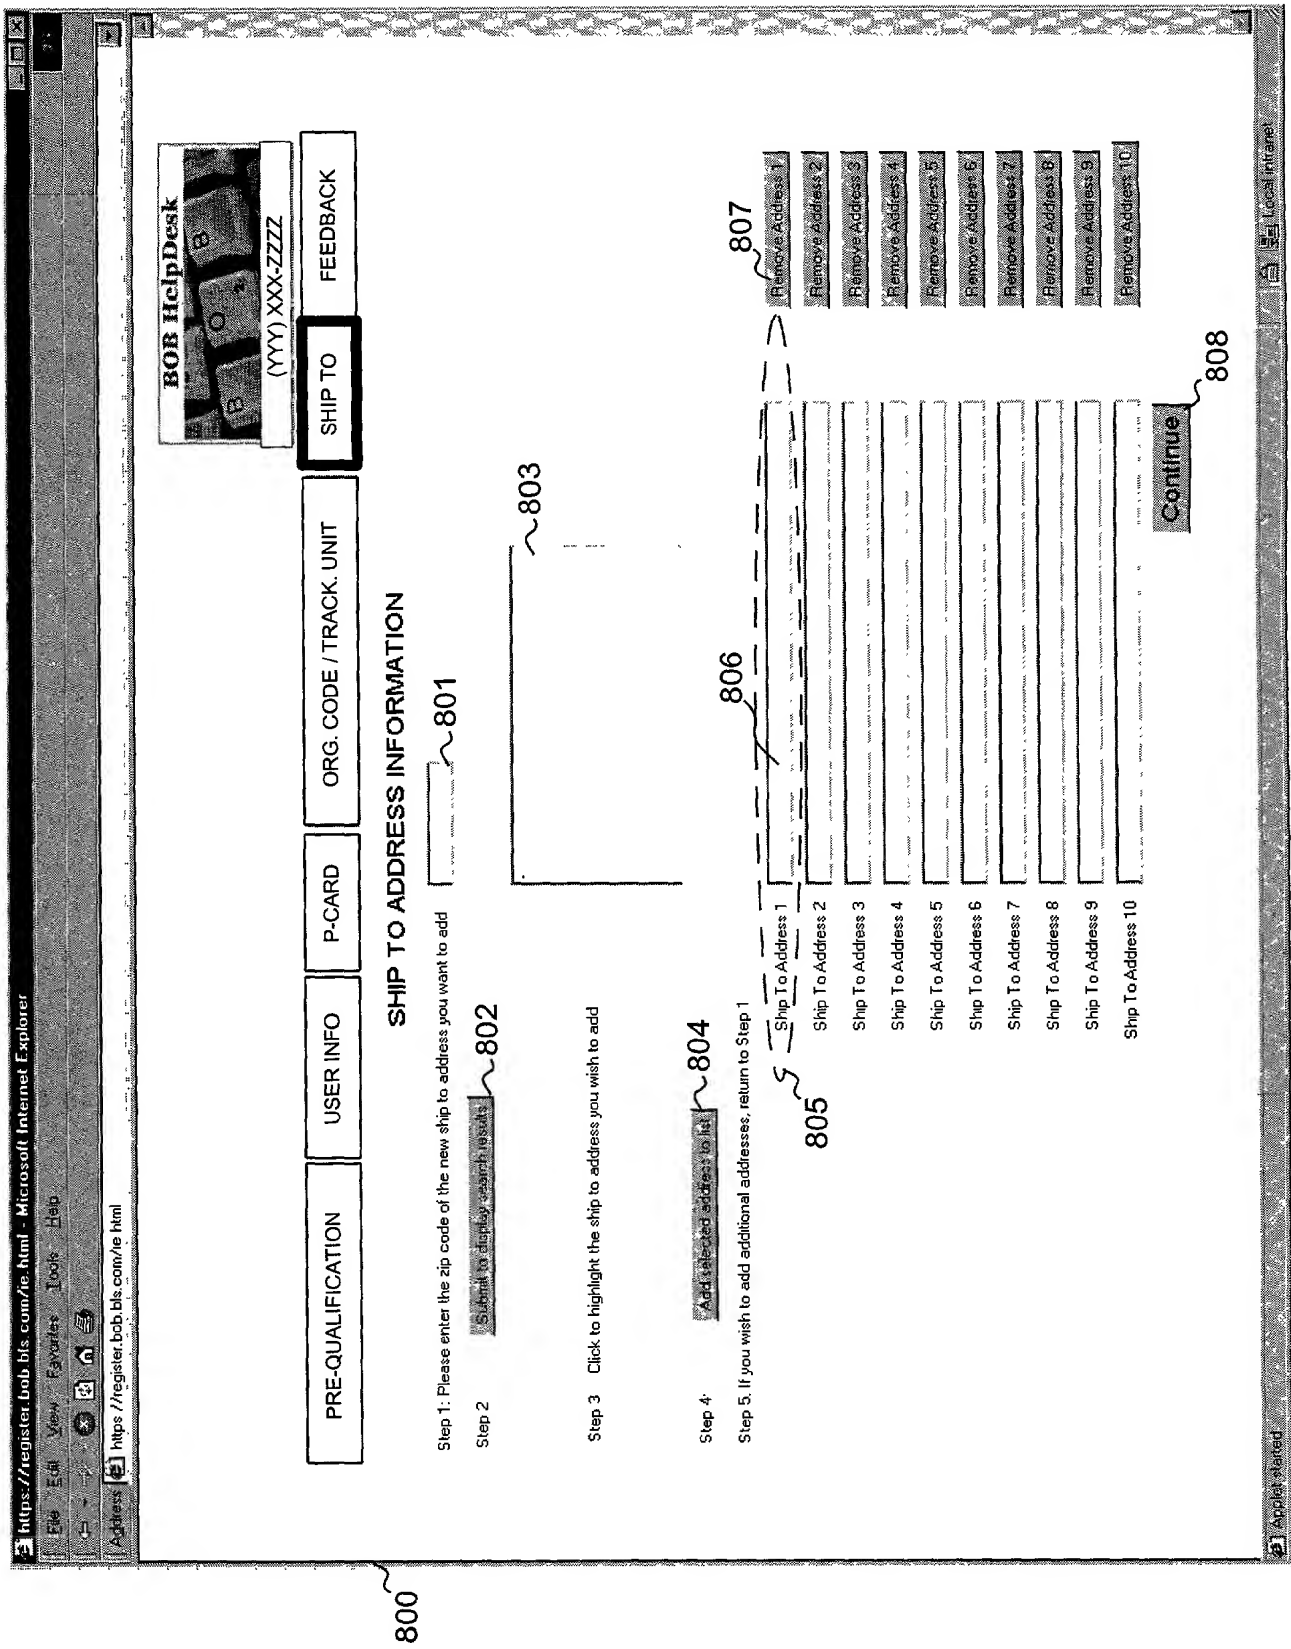 https://register.bob.bls.com/ie.html - Microsoft Internet Explorer
File Edit View Favorites Tools Help
Address https //register.bob.bls.com/ie html
BOB HelpDesk
B O B
(YYY) XXX-ZZZZ
PRE-QUALIFICATION USER INFO P-CARD ORG. CODE / TRACK. UNIT SHIP TO FEEDBACK
SHIP TO ADDRESS INFORMATION
Step 1: Please enter the zip code of the new ship to address you want to add 801
Step 2 Submit to display search results 802
803
Step 3 Click to highlight the ship to address you wish to add
Step 4: Add selected address to list 804
Step 5. If you wish to add additional addresses, return to Step 1
805 806 807
Ship To Address 1 Remove Address 1
Ship To Address 2 Remove Address 2
Ship To Address 3 Remove Address 3
Ship To Address 4 Remove Address 4
Ship To Address 5 Remove Address 5
Ship To Address 6 Remove Address 6
Ship To Address 7 Remove Address 7
Ship To Address 8 Remove Address 8
Ship To Address 9 Remove Address 9
Ship To Address 10 Remove Address 10
Continue 808
Applet started Local intranet
800